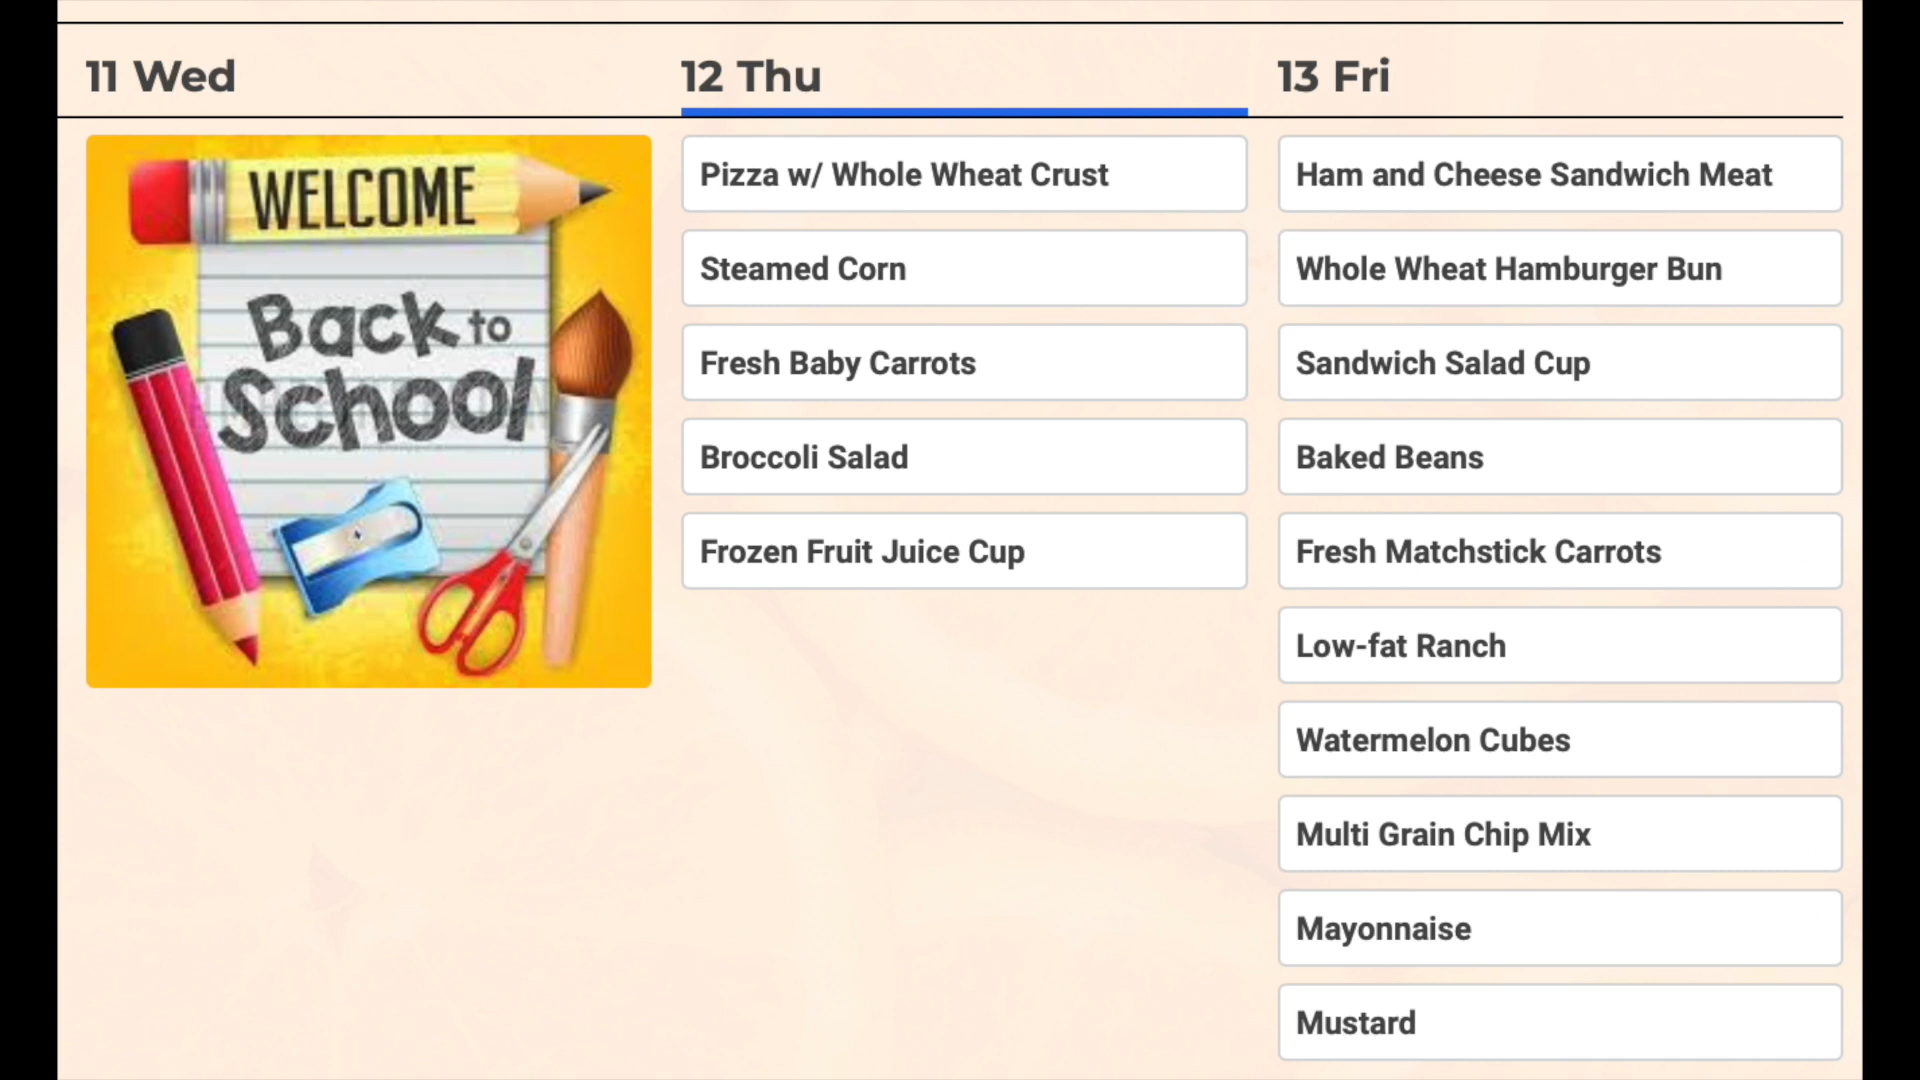 11 Wed
12 Thu
13 Fri
WELCOME
Back to
School
Pizza w/ Whole Wheat Crust
Steamed Corn
Fresh Baby Carrots
Broccoli Salad
Frozen Fruit Juice Cup
Ham and Cheese Sandwich Meat
Whole Wheat Hamburger Bun
Sandwich Salad Cup
Baked Beans
Fresh Matchstick Carrots
Low-fat Ranch
Watermelon Cubes
Multi Grain Chip Mix
Mayonnaise
Mustard